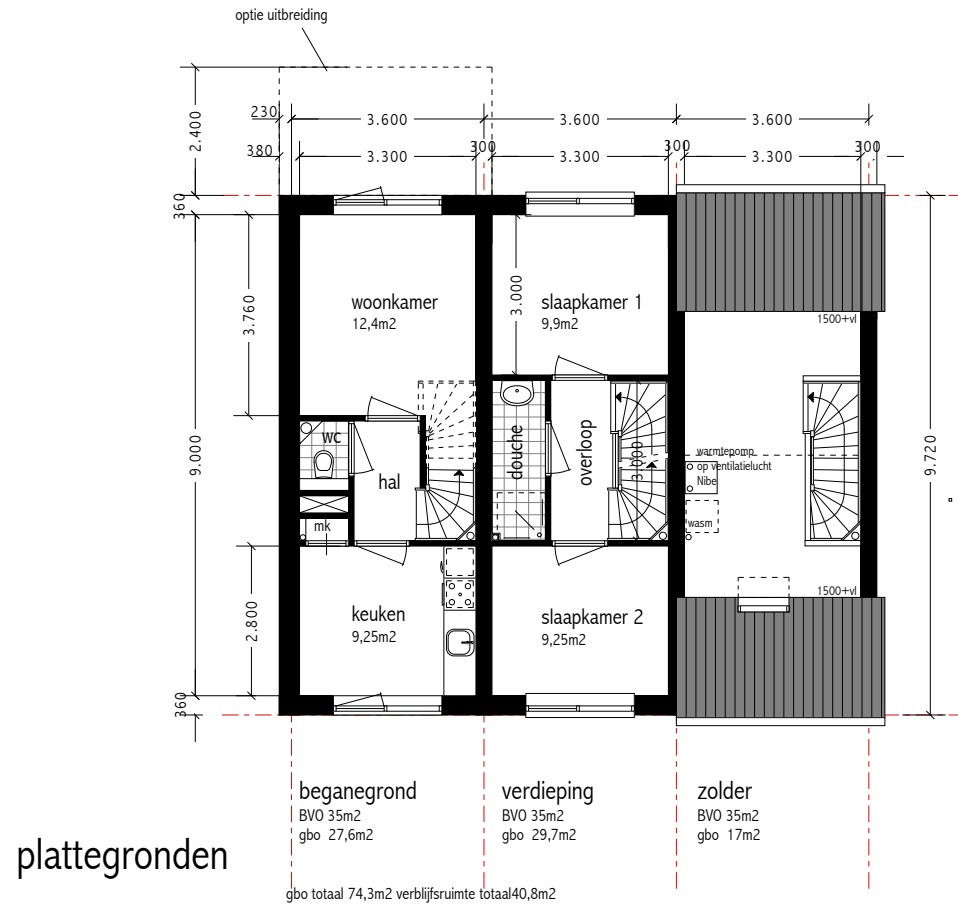 optie uitbreiding
230
3.600
3.600
3.600
2.400
380
3.300
300
3.300
300
3.300
300
360
woonkamer
12,4m2
3.760
3.000
slaapkamer 1
9,9m2
1500+vl
9.000
wc
hal
mk
douche
overloop
3.000
warmtepomp
op ventilatielucht
Nibe
wasm
9.720
2.800
keuken
9,25m2
slaapkamer 2
9,25m2
1500+vl
360
beganegrond
BVO 35m2
gbo 27,6m2
verdieping
BVO 35m2
gbo 29,7m2
zolder
BVO 35m2
gbo 17m2
plattegronden
gbo totaal 74,3m2 verblijfsruimte totaal40,8m2